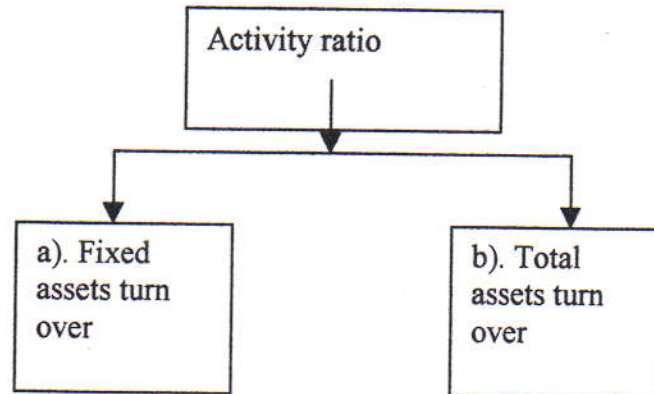 Activity ratio
a). Fixed
assets turn
over
b). Total
assets turn
over